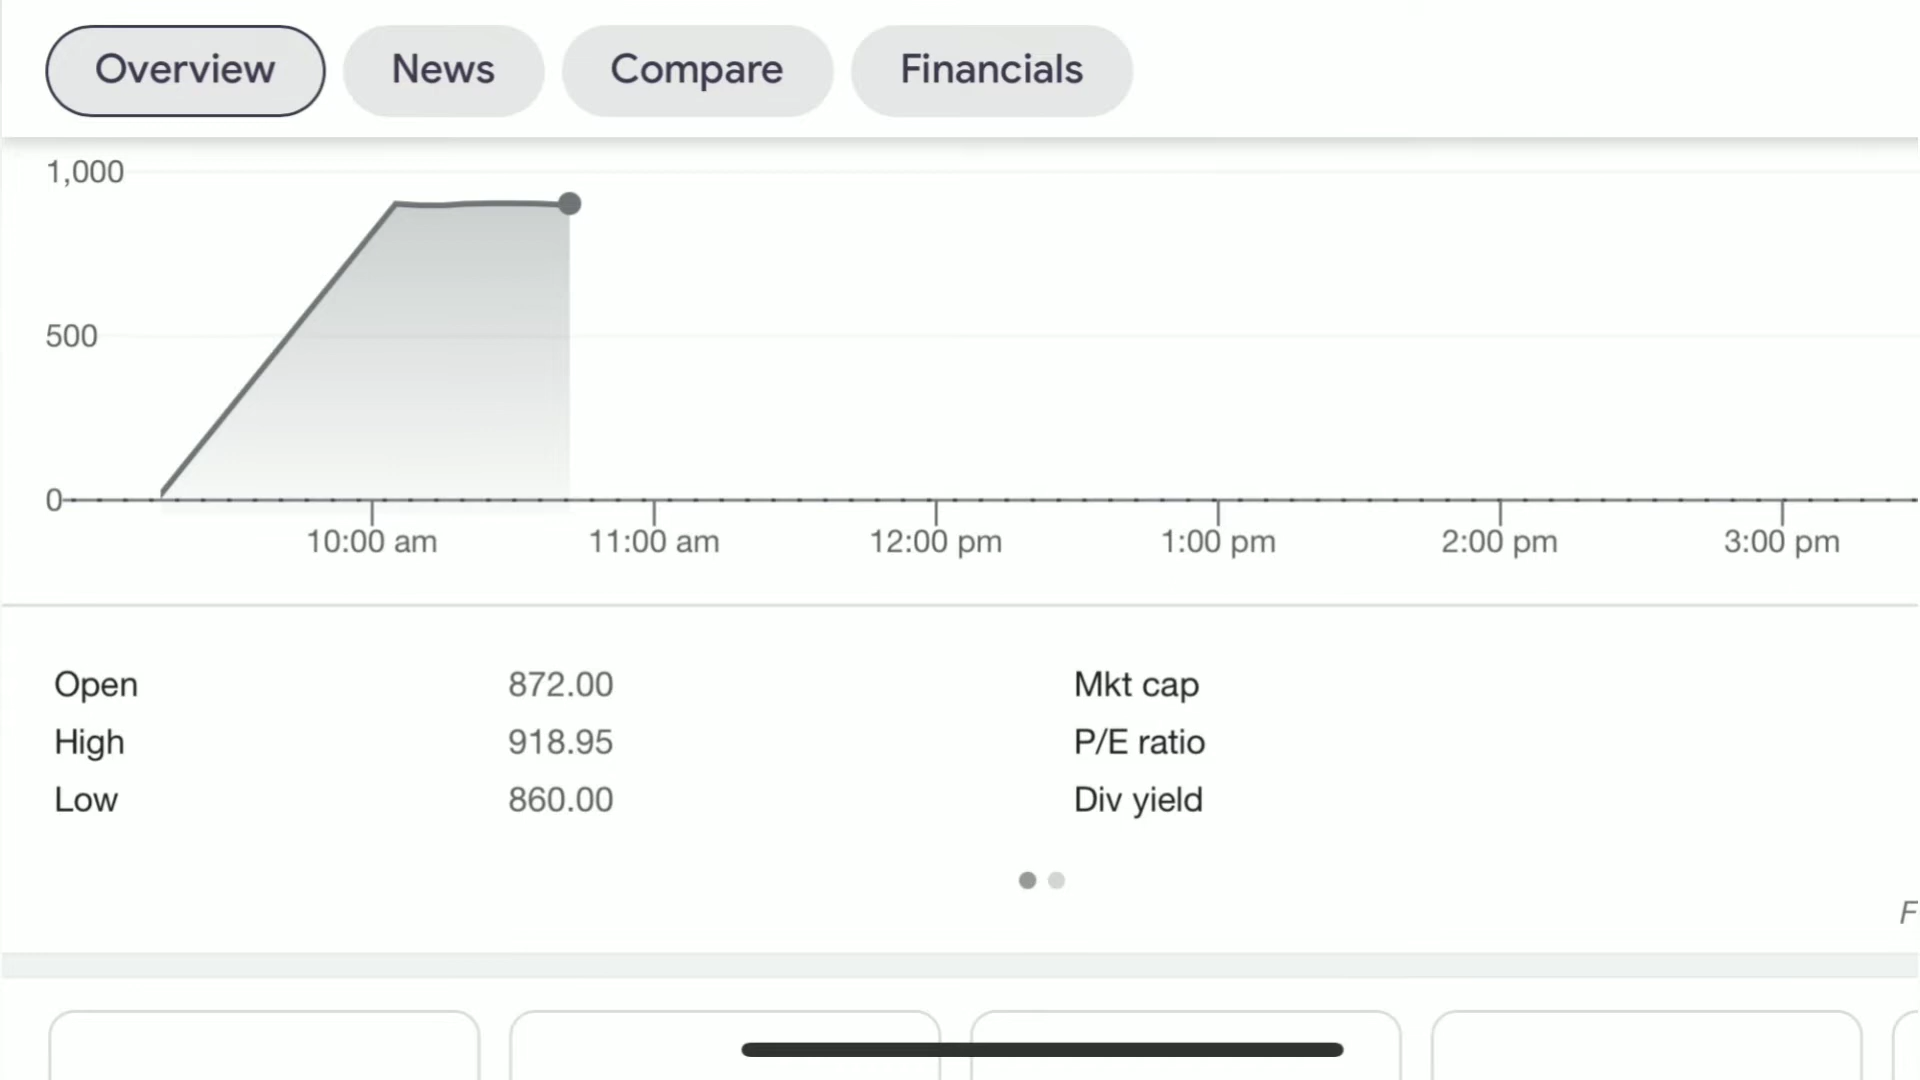 Overview News Compare Financials
1,000
500
0
10:00 am 11:00 am 12:00 pm 1:00 pm 2:00 pm 3:00 pm
Open 872.00 Mkt cap
High 918.95 P/E ratio
Low 860.00 Div yield
F